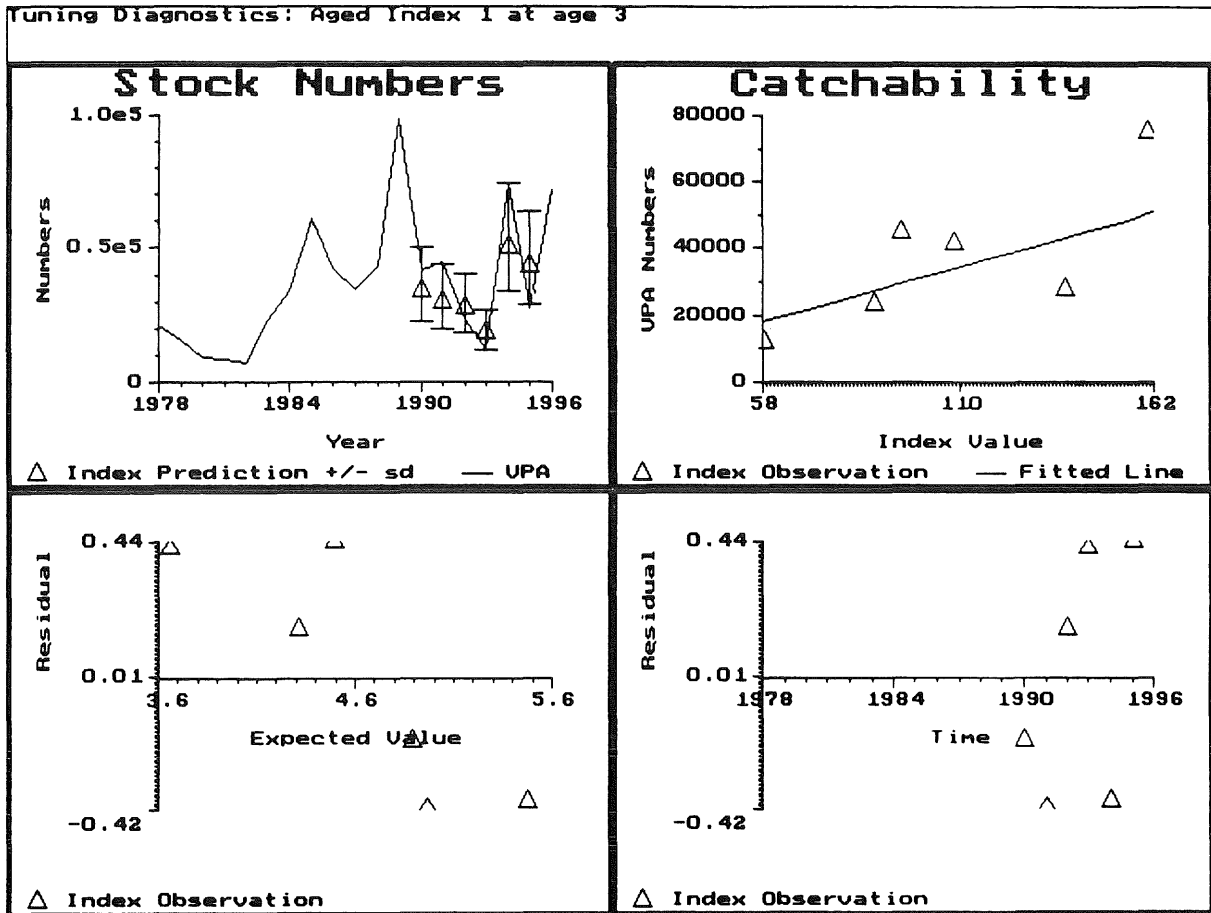 Tuning Diagnostics: Aged Index 1 at age 3
Stock Numbers
1.0e5
0.5e5
0
Numbers
1978 1984 1990 1996
Year
△ Index Prediction +/- sd — VPA
Catchability
80000
60000
40000
20000
0
VPA Numbers
58 110 162
Index Value
△ Index Observation — Fitted Line
0.44
0.01
-0.42
Residual
3.6 4.6 5.6
Expected Value
△ Index Observation
0.44
0.01
-0.42
Residual
1978 1984 1990 1996
Time
△ Index Observation